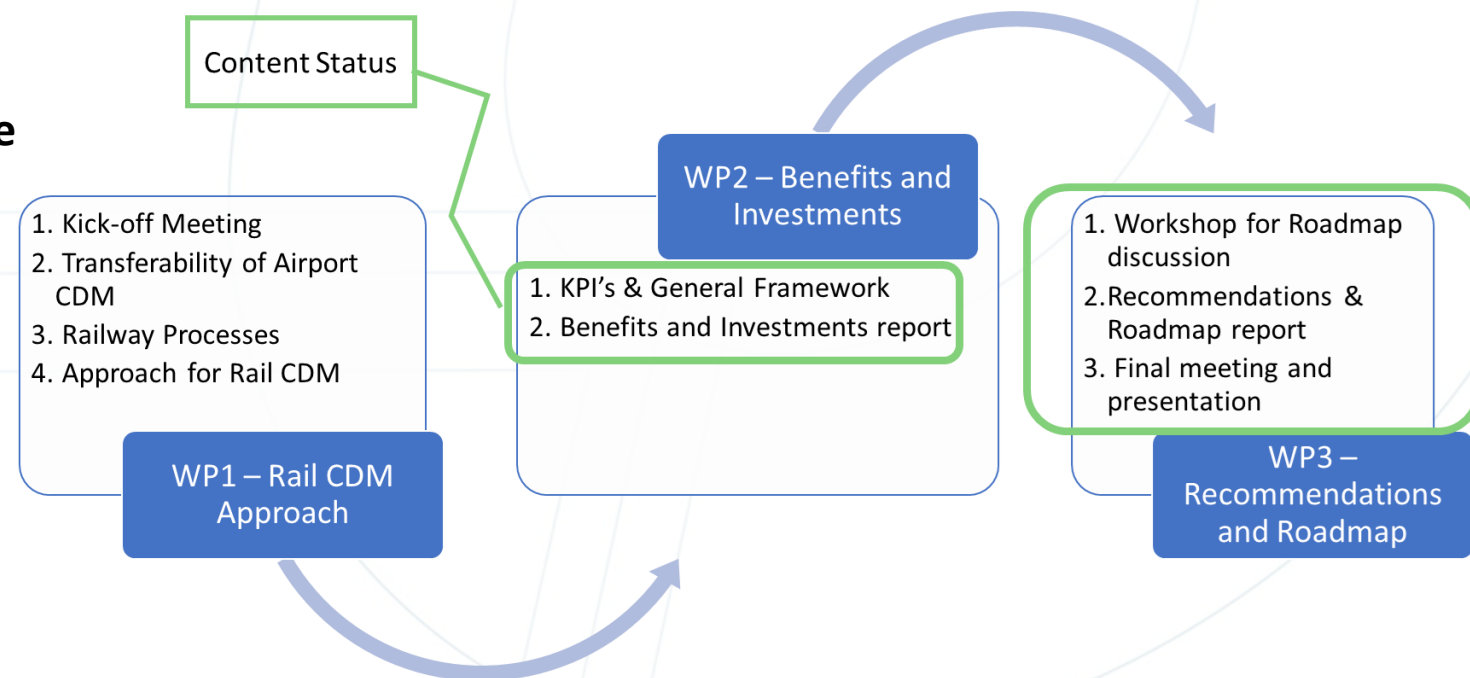 Content Status
e
1. Kick-off Meeting
2. Transferability of Airport
CDM
3. Railway Processes
4. Approach for Rail CDM
WP1 – Rail CDM
Approach
WP2 – Benefits and
Investments
1. KPI's & General Framework
2. Benefits and Investments report
1. Workshop for Roadmap
discussion
2.Recommendations &
Roadmap report
3. Final meeting and
presentation
WP3 –
Recommendations
and Roadmap